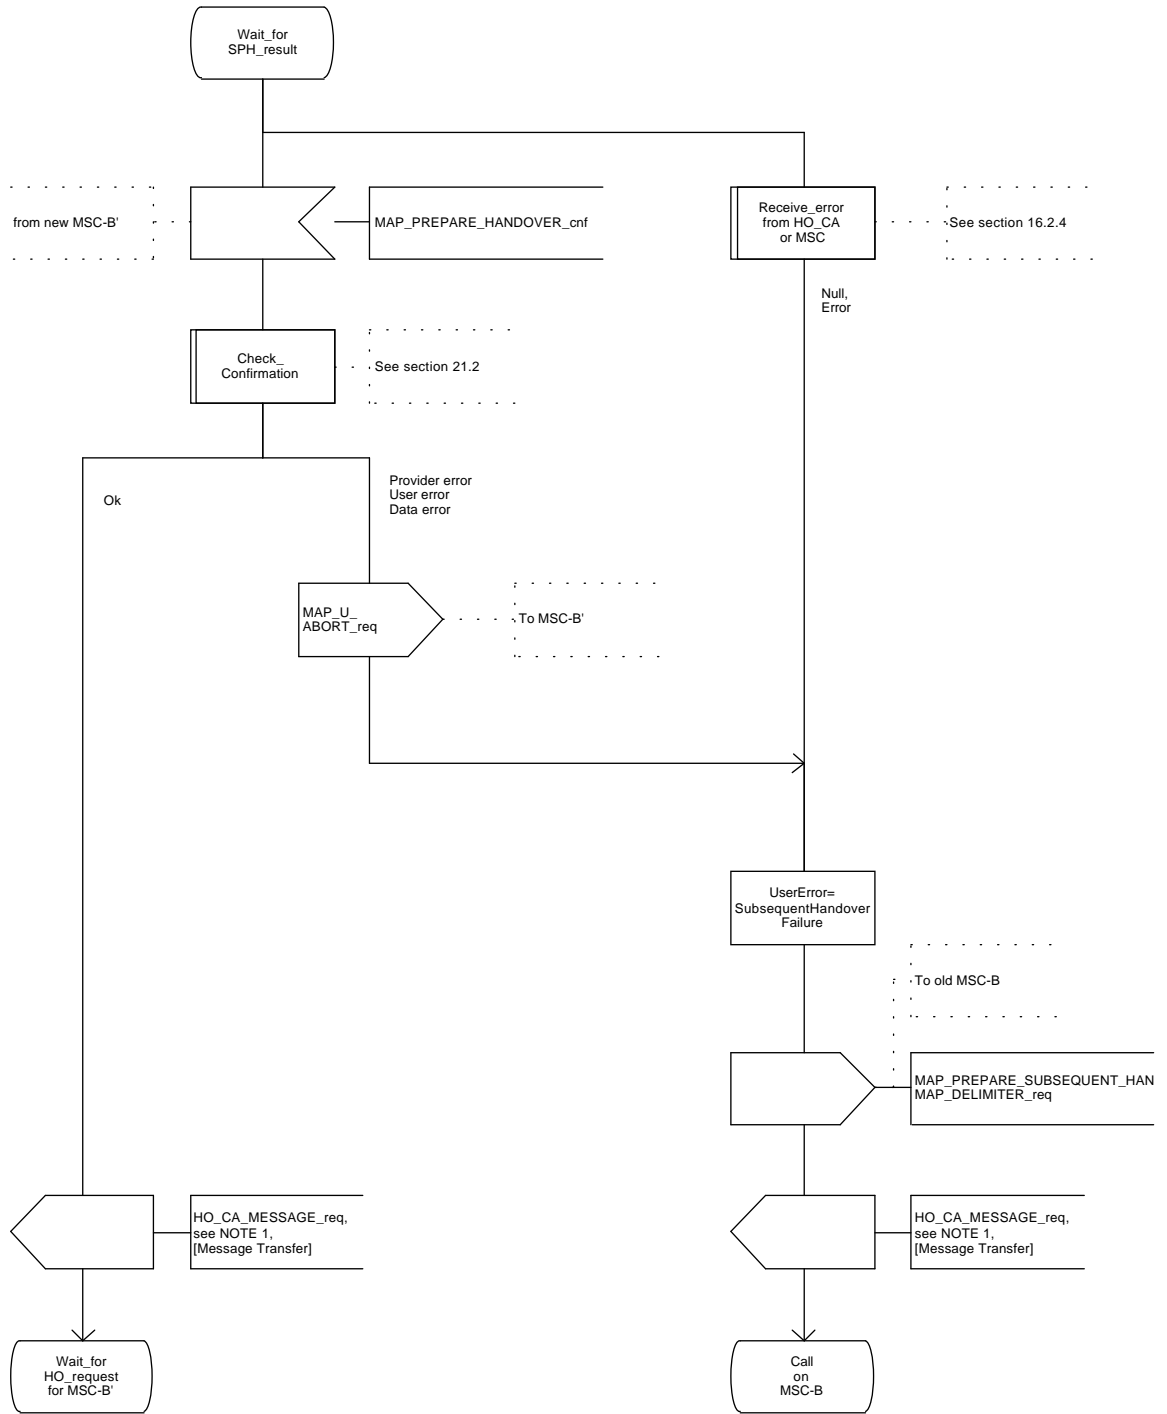 Wait_for
SPH_result
from new MSC-B'
MAP_PREPARE_HANDOVER_cnf
Receive_error
from HO_CA
or MSC
See section 16.2.4
Null,
Error
Check_
Confirmation
See section 21.2
Ok
Provider error
User error
Data error
MAP_U_
ABORT_req
To MSC-B'
UserError=
SubsequentHandover
Failure
To old MSC-B
MAP_PREPARE_SUBSEQUENT_HAN
MAP_DELIMITER_req
HO_CA_MESSAGE_req,
see NOTE 1,
[Message Transfer]
HO_CA_MESSAGE_req,
see NOTE 1,
[Message Transfer]
Wait_for
HO_request
for MSC-B'
Call
on
MSC-B